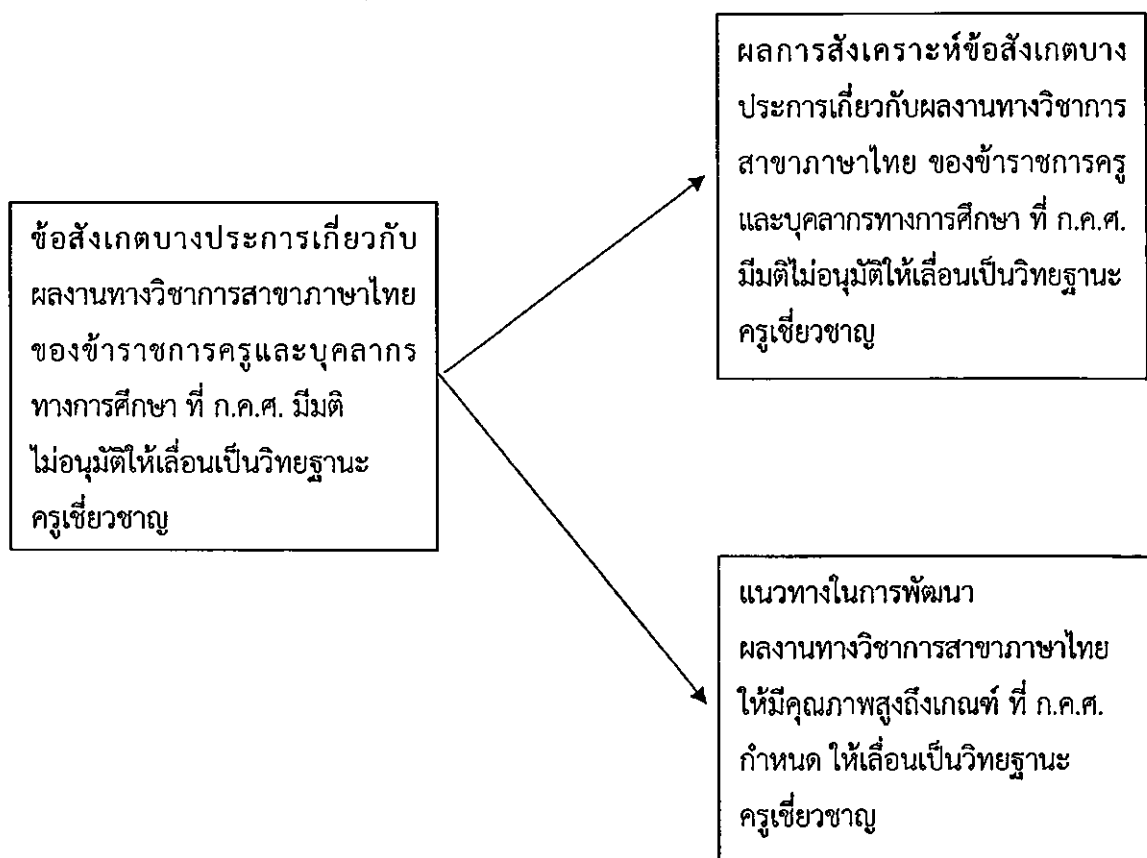 ข้อสังเกตบางประการเกี่ยวกับ
ผลงานทางวิชาการสาขาภาษาไทย
ของข้าราชการครูและบุคลากร
ทางการศึกษา ที่ ก.ค.ศ. มีมติ
ไม่อนุมัติให้เลื่อนเป็นวิทยฐานะ
ครูเชี่ยวชาญ
ผลการสังเคราะห์ข้อสังเกตบาง
ประการเกี่ยวกับผลงานทางวิชาการ
สาขาภาษาไทย ของข้าราชการครู
และบุคลากรทางการศึกษา ที่ ก.ค.ศ.
มีมติไม่อนุมัติให้เลื่อนเป็นวิทยฐานะ
ครูเชี่ยวชาญ
แนวทางในการพัฒนา
ผลงานทางวิชาการสาขาภาษาไทย
ให้มีคุณภาพสูงถึงเกณฑ์ ที่ ก.ค.ศ.
กำหนด ให้เลื่อนเป็นวิทยฐานะ
ครูเชี่ยวชาญ